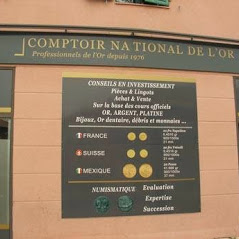 COMPTOIR NATIONAL DE L'OR
Professionnels de l'Or depuis 1976
CONSEILS EN INVESTISSEMENT
Pièces & Lingots
Achat & Vente
Sur la base des cours officiels
OR, ARGENT, PLATINE
Bijoux, Or dentaire, débris et monnaies ...
FRANCE
SUISSE
MEXIQUE
NUMISMATIQUE Evaluation
Expertise
Succession